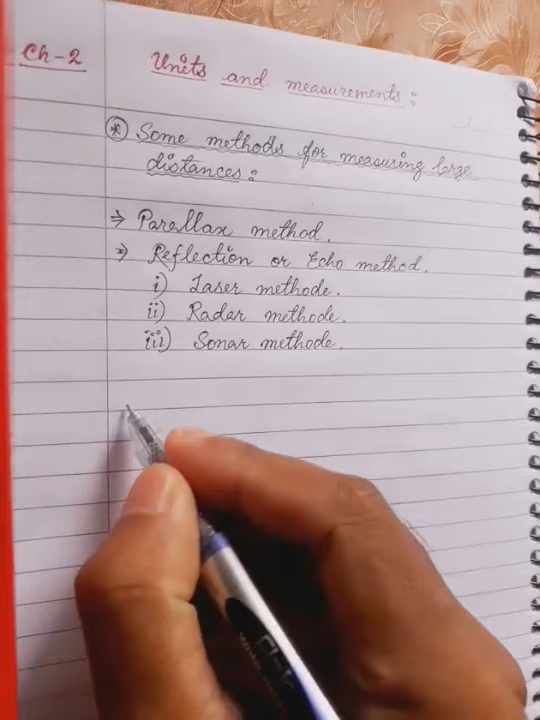 Ch-2
Units and measurements :
* Some methods for measuring large
distances :
⇒ Parellax method.
⇒ Reflection or Echo method.
i) Laser methode.
ii) Radar methode.
iii) Sonar methode.